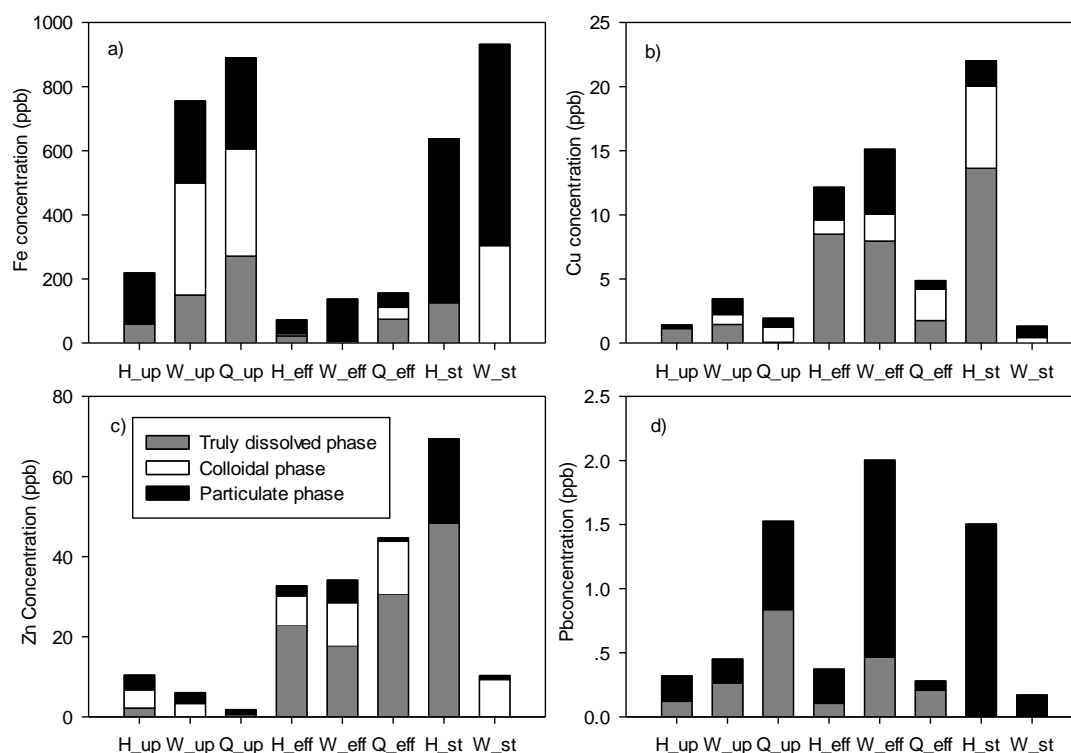 a)
Fe concentration (ppb)
1000
800
600
400
200
0
H_up W_up Q_up H_eff W_eff Q_eff H_st W_st
b)
Cu concentration (ppb)
25
20
15
10
5
0
H_up W_up Q_up H_eff W_eff Q_eff H_st W_st
c)
Zn Concentration (ppb)
80
60
40
20
0
Truly dissolved phase
Colloidal phase
Particulate phase
H_up W_up Q_up H_eff W_eff Q_eff H_st W_st
d)
Pbconcentration (ppb)
2.5
2.0
1.5
1.0
.5
0.0
H_up W_up Q_up H_eff W_eff Q_eff H_st W_st